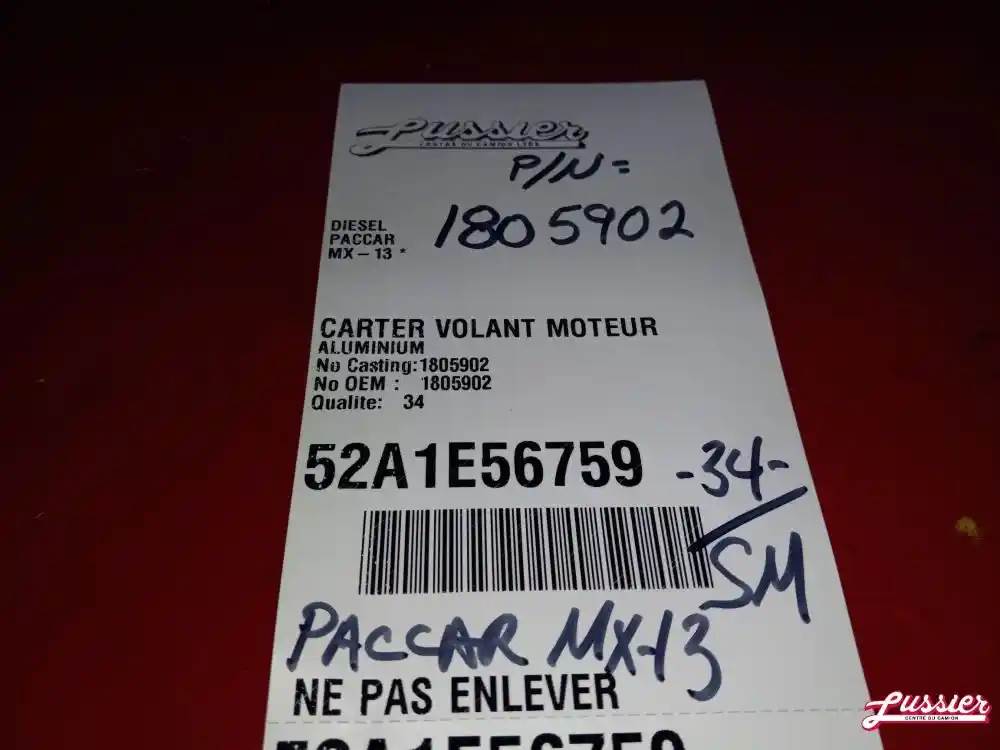 Lussier
CENTRE DU CAMION LTÉE
P/N=
1805902
DIESEL
PACCAR
MX-13 *
CARTER VOLANT MOTEUR
ALUMINIUM
No Casting:1805902
No OEM : 1805902
Qualite: 34
52A1E56759
-34-
SM
PACCAR MX-13
NE PAS ENLEVER
52A1E56759
Lussier
CENTRE DU CAMION